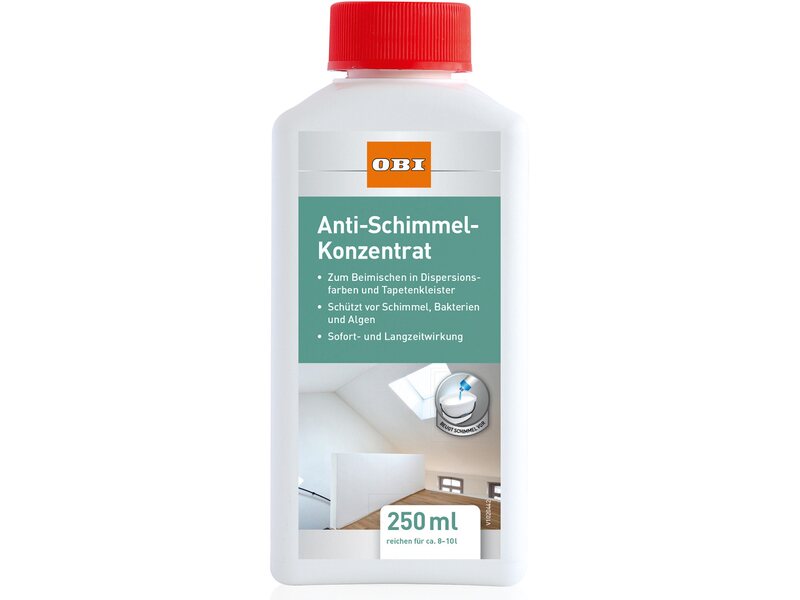 OBI
Anti-Schimmel-
Konzentrat
• Zum Beimischen in Dispersions-
farben und Tapetenkleister
• Schützt vor Schimmel, Bakterien
und Algen
• Sofort- und Langzeitwirkung
BEUGT SCHIMMEL VOR
250 ml
reichen für ca. 8–10 l